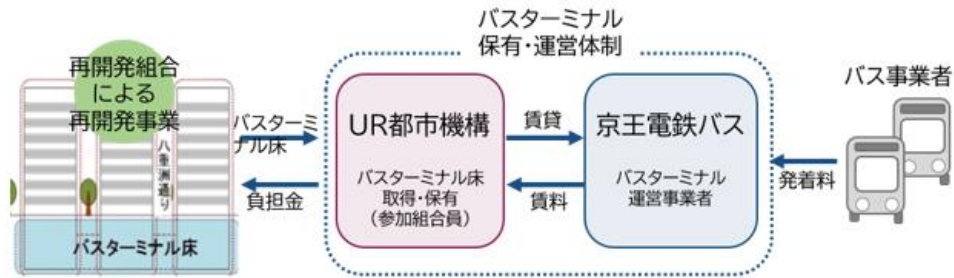 バスターミナル
保有・運営体制
再開発組合
による
再開発事業
八重洲通り
バスターミナル床
バスターミ
ナル床
負担金
UR都市機構
バスターミナル床
取得・保有
(参加組合員)
賃貸
賃料
京王電鉄バス
バスターミナル
運営事業者
発着料
バス事業者